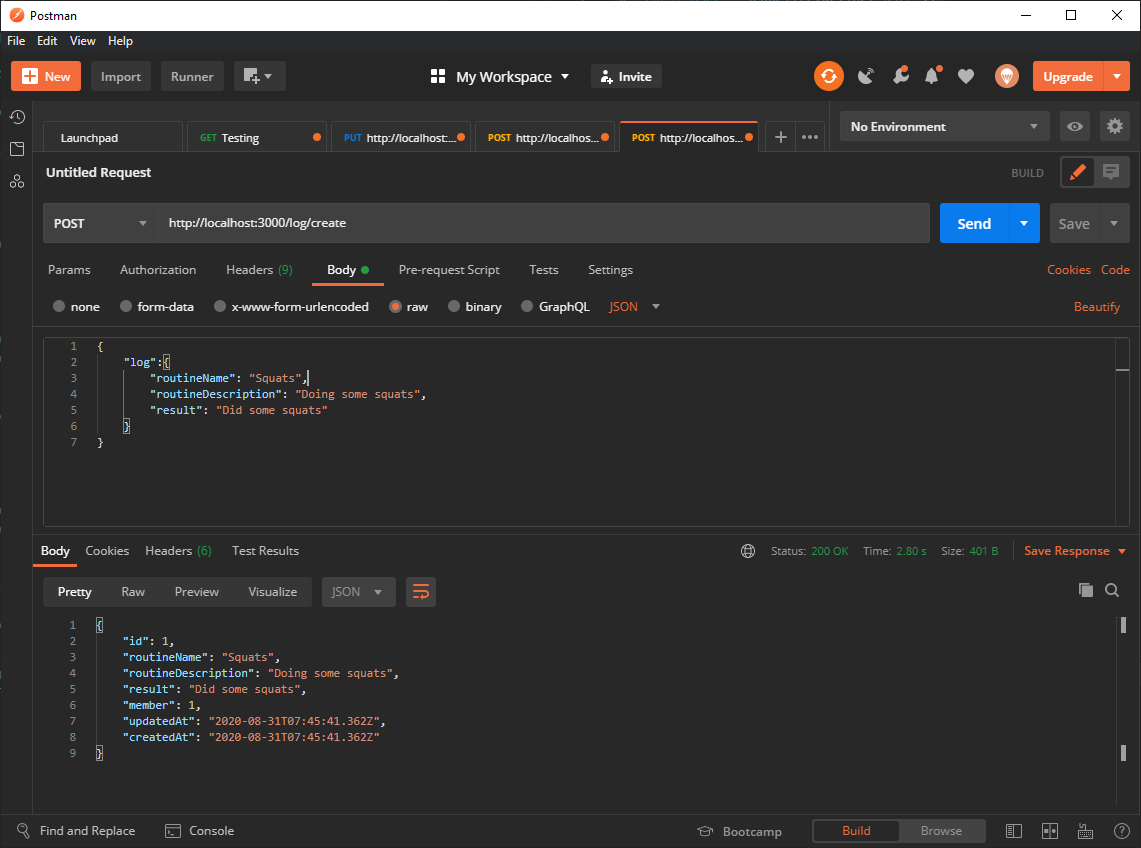 Postman
File Edit View Help
New Import Runner My Workspace Invite Upgrade
Launchpad GET Testing PUT http://localhost:... POST http://localhos... POST http://localhos... No Environment
Untitled Request BUILD
POST http://localhost:3000/log/create Send Save
Params Authorization Headers (9) Body Pre-request Script Tests Settings Cookies Code
none form-data x-www-form-urlencoded raw binary GraphQL JSON Beautify
1 {
2 "log":{
3 "routineName": "Squats",
4 "routineDescription": "Doing some squats",
5 "result": "Did some squats"
6 }
7 }
Body Cookies Headers (6) Test Results Status: 200 OK Time: 2.80 s Size: 401 B Save Response
Pretty Raw Preview Visualize JSON
1 {
2 "id": 1,
3 "routineName": "Squats",
4 "routineDescription": "Doing some squats",
5 "result": "Did some squats",
6 "member": 1,
7 "updatedAt": "2020-08-31T07:45:41.362Z",
8 "createdAt": "2020-08-31T07:45:41.362Z"
9 }
Find and Replace Console Bootcamp Build Browse